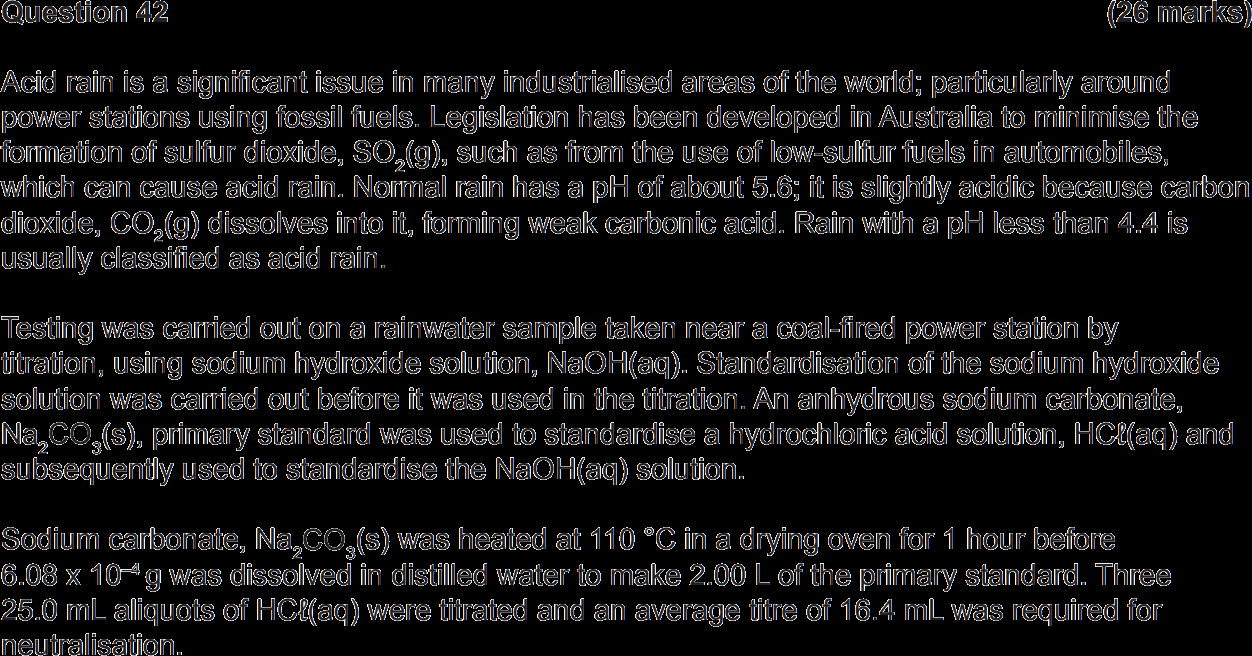 Question 42 (26 marks)
Acid rain is a significant issue in many industrialised areas of the world; particularly around
power stations using fossil fuels. Legislation has been developed in Australia to minimise the
formation of sulfur dioxide, SO₂(g), such as from the use of low-sulfur fuels in automobiles,
which can cause acid rain. Normal rain has a pH of about 5.6; it is slightly acidic because carbon
dioxide, CO₂(g) dissolves into it, forming weak carbonic acid. Rain with a pH less than 4.4 is
usually classified as acid rain.
Testing was carried out on a rainwater sample taken near a coal-fired power station by
titration, using sodium hydroxide solution, NaOH(aq). Standardisation of the sodium hydroxide
solution was carried out before it was used in the titration. An anhydrous sodium carbonate,
Na₂CO₃(s), primary standard was used to standardise a hydrochloric acid solution, HCℓ(aq) and
subsequently used to standardise the NaOH(aq) solution.
Sodium carbonate, Na₂CO₃(s) was heated at 110 °C in a drying oven for 1 hour before
6.08 x 10⁻⁴ g was dissolved in distilled water to make 2.00 L of the primary standard. Three
25.0 mL aliquots of HCℓ(aq) were titrated and an average titre of 16.4 mL was required for
neutralisation.